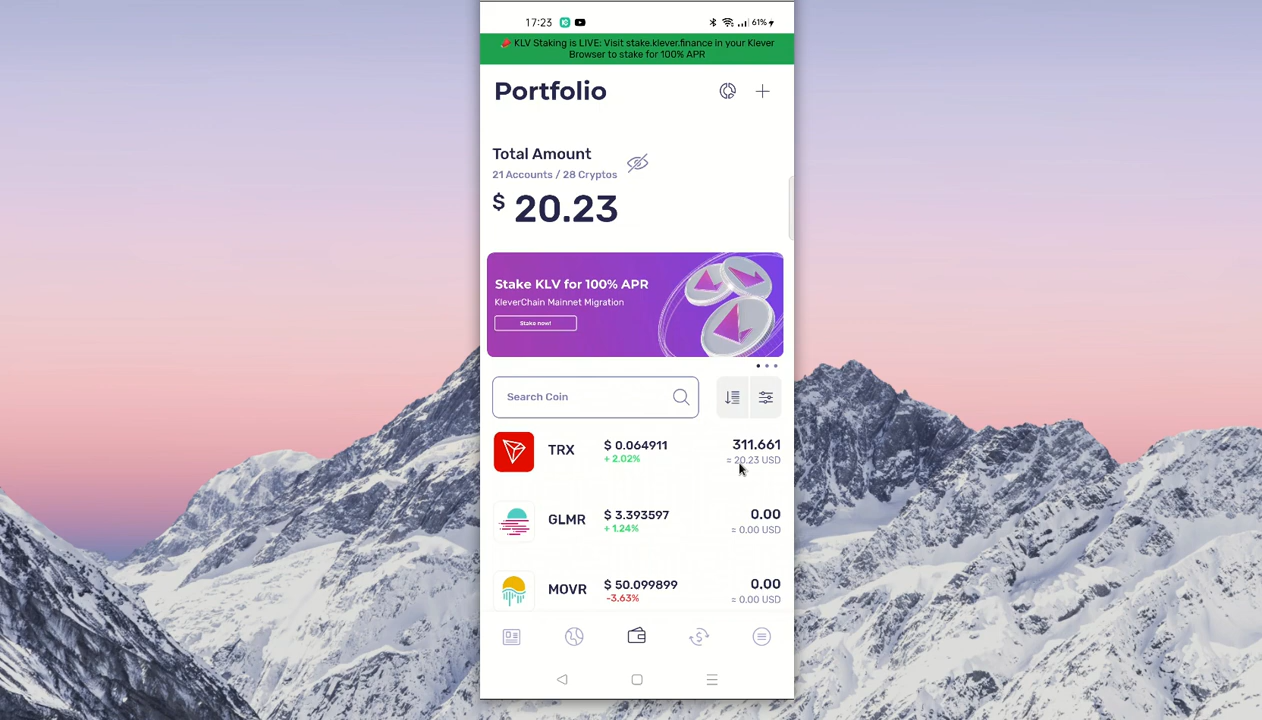 17:23
61%
KLV Staking is LIVE: Visit stake.klever.finance in your Klever
Browser to stake for 100% APR
Portfolio
Total Amount
21 Accounts / 28 Cryptos
$ 20.23
Stake KLV for 100% APR
KleverChain Mainnet Migration
Stake now!
Search Coin
TRX $ 0.064911 311.661
+ 2.02% = 20.23 USD
GLMR $ 3.393597 0.00
+ 1.24% = 0.00 USD
MOVR $ 50.099899 0.00
-3.63% = 0.00 USD